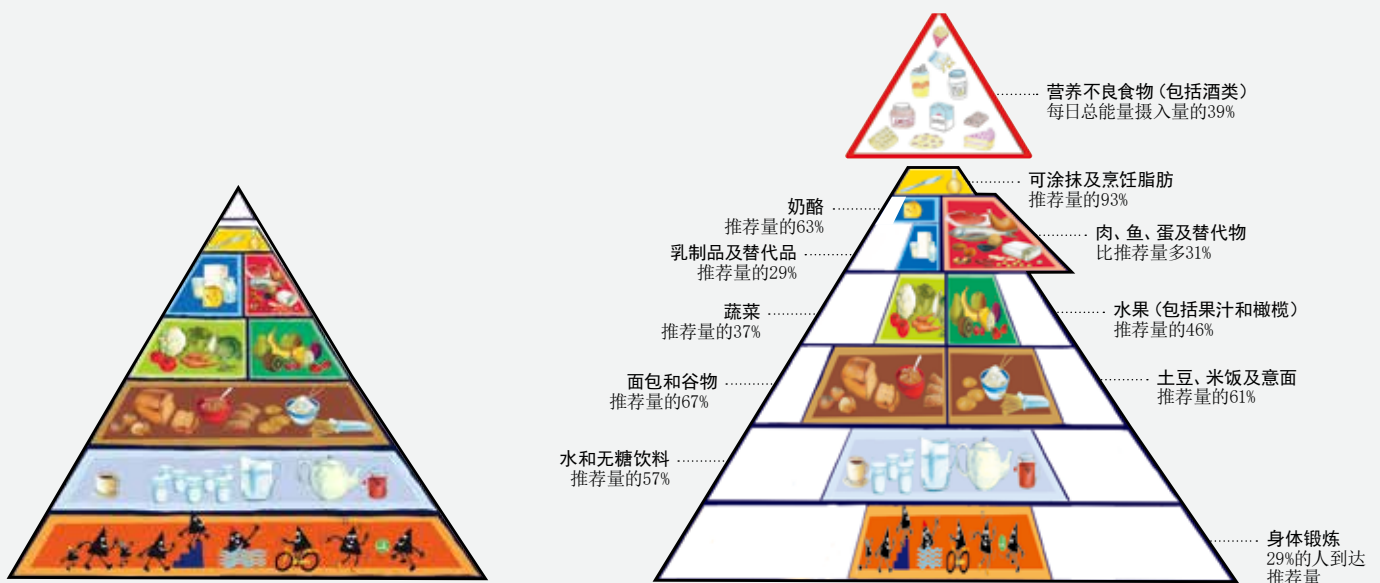 营养不良食物（包括酒类）
每日总能量摄入量的39%
可涂抹及烹饪脂肪
推荐量的93%
奶酪
推荐量的63%
肉、鱼、蛋及替代物
比推荐量多31%
乳制品及替代品
推荐量的29%
蔬菜
推荐量的37%
水果（包括果汁和橄榄）
推荐量的46%
面包和谷物
推荐量的67%
土豆、米饭及意面
推荐量的61%
水和无糖饮料
推荐量的57%
身体锻炼
29%的人到达
推荐量